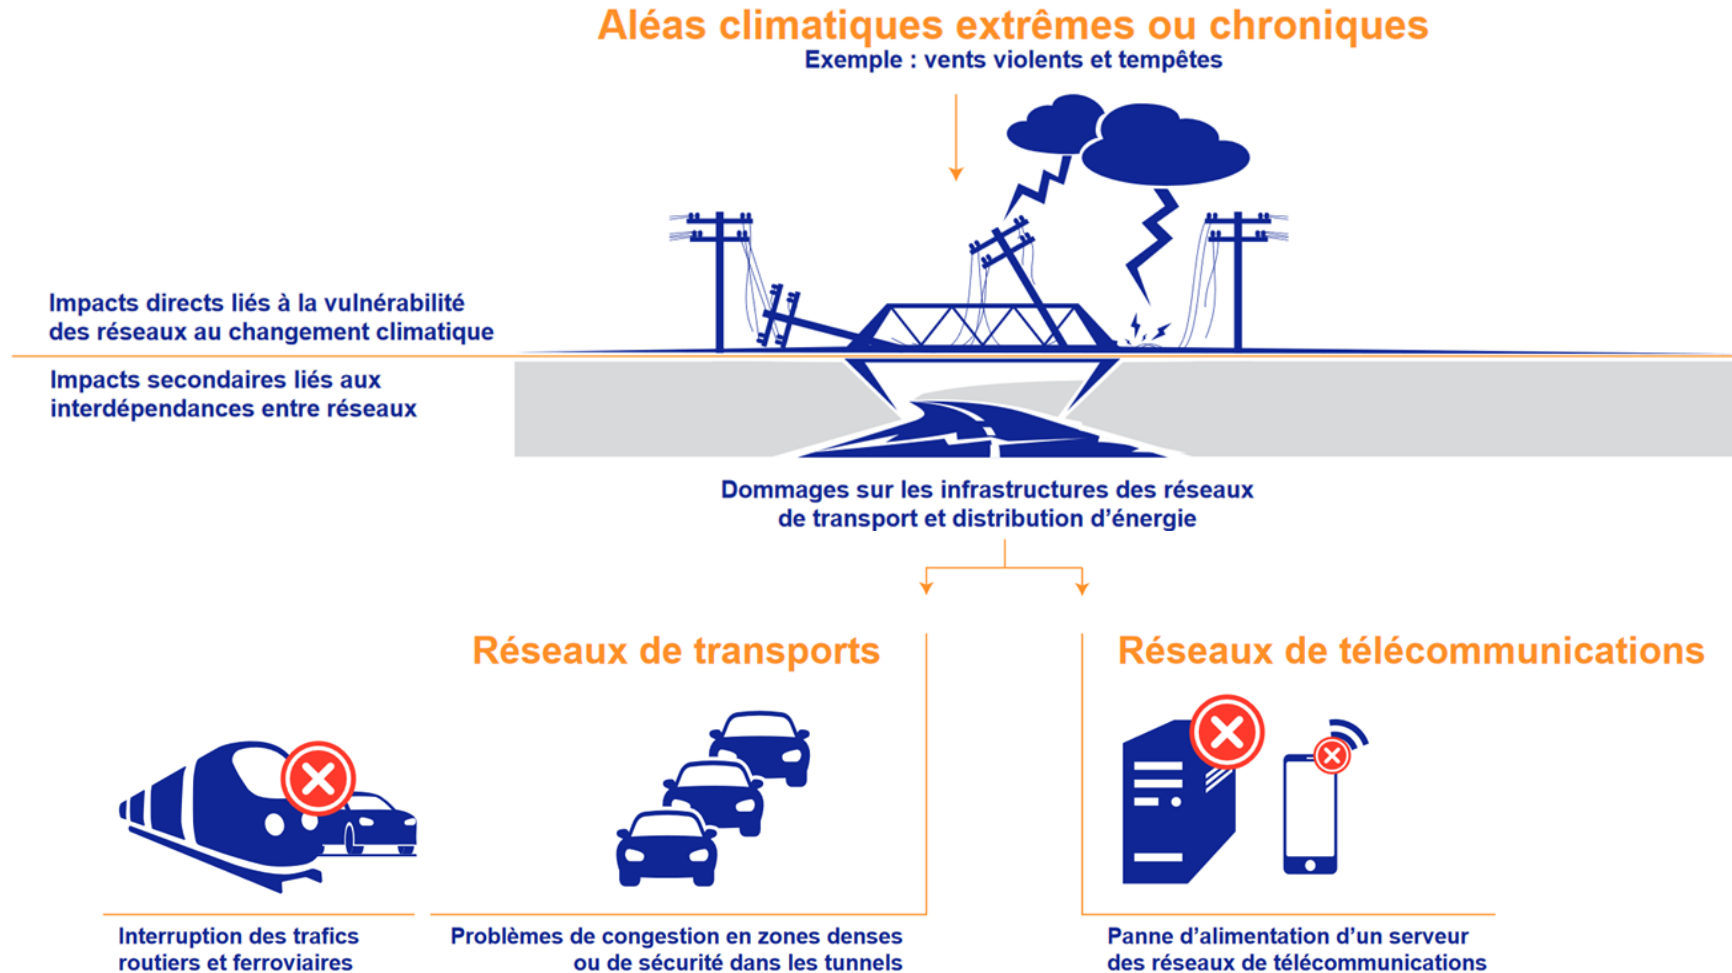 Aléas climatiques extrêmes ou chroniques
Exemple : vents violents et tempêtes
Impacts directs liés à la vulnérabilité
des réseaux au changement climatique
Impacts secondaires liés aux
interdépendances entre réseaux
Dommages sur les infrastructures des réseaux
de transport et distribution d’énergie
Réseaux de transports
Réseaux de télécommunications
Interruption des trafics
routiers et ferroviaires
Problèmes de congestion en zones denses
ou de sécurité dans les tunnels
Panne d’alimentation d’un serveur
des réseaux de télécommunications